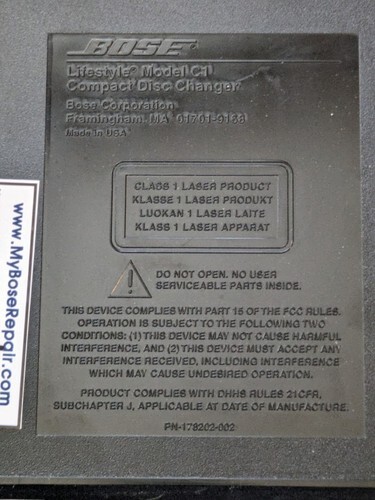 BOSE
Lifestyle® Model C1
Compact Disc Changer
Bose Corporation
Framingham, MA 01701-9168
Made in USA
CLASS 1 LASER PRODUCT
KLASSE 1 LASER PRODUKT
LUOKAN 1 LASER LAITE
KLASS 1 LASER APPARAT
DO NOT OPEN. NO USER
SERVICEABLE PARTS INSIDE.
THIS DEVICE COMPLIES WITH PART 15 OF THE FCC RULES.
OPERATION IS SUBJECT TO THE FOLLOWING TWO
CONDITIONS: (1) THIS DEVICE MAY NOT CAUSE HARMFUL
INTERFERENCE, AND (2) THIS DEVICE MUST ACCEPT ANY
INTERFERENCE RECEIVED, INCLUDING INTERFERENCE
WHICH MAY CAUSE UNDESIRED OPERATION.
PRODUCT COMPLIES WITH DHHS RULES 21CFR,
SUBCHAPTER J, APPLICABLE AT DATE OF MANUFACTURE.
PN-178202-002
www.MyBoseRepair.com